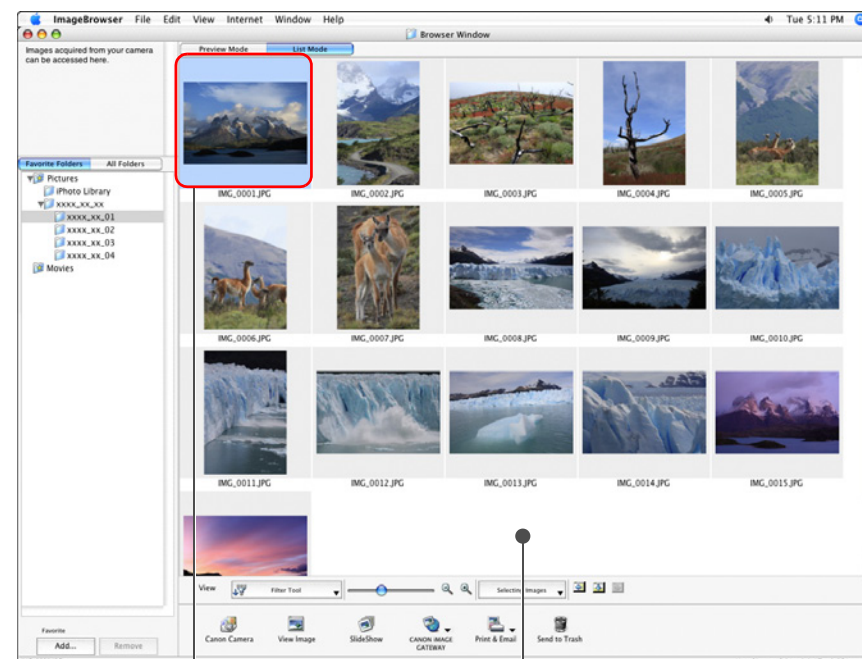 ImageBrowser File Edit View Internet Window Help
Tue 5:11 PM
Browser Window
Images acquired from your camera
can be accessed here.
Preview Mode List Mode
Favorite Folders All Folders
Pictures
iPhoto Library
xxxx_xx_xx
xxxx_xx_01
xxxx_xx_02
xxxx_xx_03
xxxx_xx_04
Movies
IMG_0001.JPG IMG_0002.JPG IMG_0003.JPG IMG_0004.JPG IMG_0005.JPG
IMG_0006.JPG IMG_0007.JPG IMG_0008.JPG IMG_0009.JPG IMG_0010.JPG
IMG_0011.JPG IMG_0012.JPG IMG_0013.JPG IMG_0014.JPG IMG_0015.JPG
View Filter Tool Selecting Images
Canon Camera View Image SlideShow CANON iMAGE GATEWAY Print & Email Send to Trash
Favorite
Add... Remove